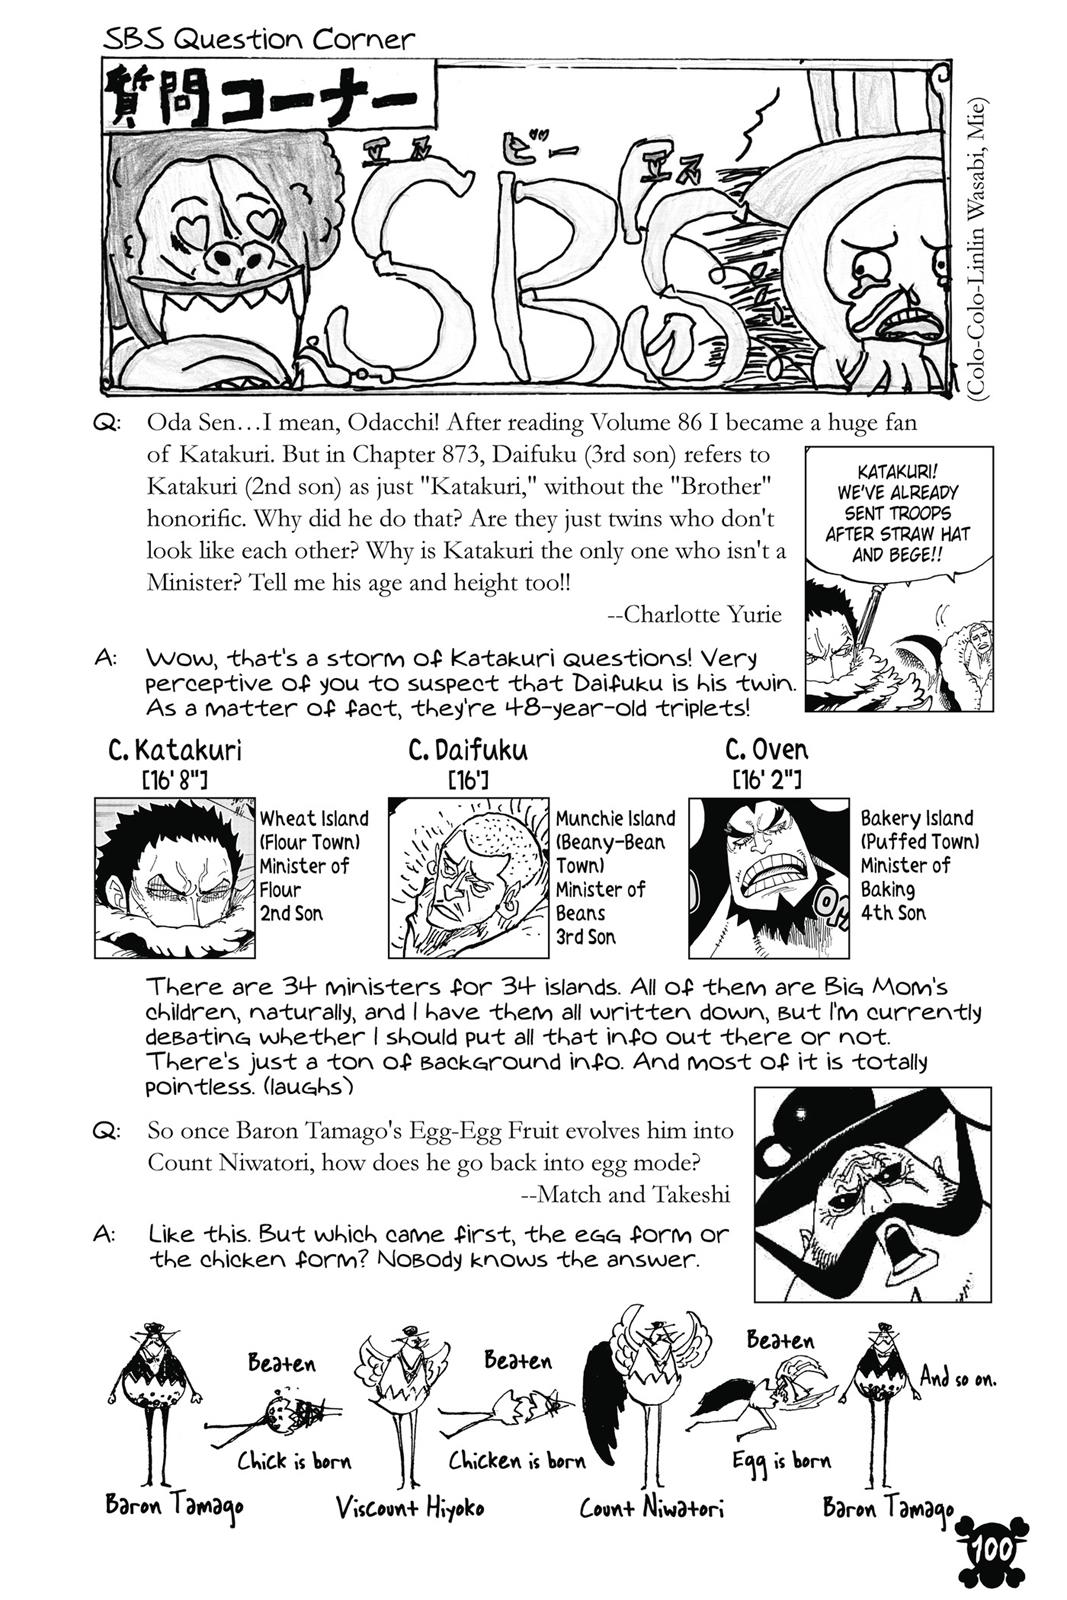 SBS Question Corner
質問コーナー
エス ビー エス
SBS
(Colo-Colo-Linlin Wasabi, Mie)
Q: Oda Sen…I mean, Odacchi! After reading Volume 86 I became a huge fan
of Katakuri. But in Chapter 873, Daifuku (3rd son) refers to
Katakuri (2nd son) as just "Katakuri," without the "Brother"
honorific. Why did he do that? Are they just twins who don't
look like each other? Why is Katakuri the only one who isn't a
Minister? Tell me his age and height too!!
--Charlotte Yurie
KATAKURI!
WE'VE ALREADY
SENT TROOPS
AFTER STRAW HAT
AND BEGE!!
A: Wow, that's a storm of Katakuri questions! Very
perceptive of you to suspect that Daifuku is his twin.
As a matter of fact, they're 48-year-old triplets!
C. Katakuri
[16' 8"]
Wheat Island
(Flour Town)
Minister of
Flour
2nd Son
C. Daifuku
[16']
Munchie Island
(Beany-Bean
Town)
Minister of
Beans
3rd Son
C. Oven
[16' 2"]
Bakery Island
(Puffed Town)
Minister of
Baking
4th Son
There are 34 ministers for 34 islands. All of them are Big Mom's
children, naturally, and I have them all written down, but I'm currently
debating whether I should put all that info out there or not.
There's just a ton of background info. And most of it is totally
pointless. (laughs)
Q: So once Baron Tamago's Egg-Egg Fruit evolves him into
Count Niwatori, how does he go back into egg mode?
--Match and Takeshi
A: Like this. But which came first, the egg form or
the chicken form? Nobody knows the answer.
Beaten
Beaten
Beaten
And so on.
Chick is born
Chicken is born
Egg is born
Baron Tamago
Viscount Hiyoko
Count Niwatori
Baron Tamago
100